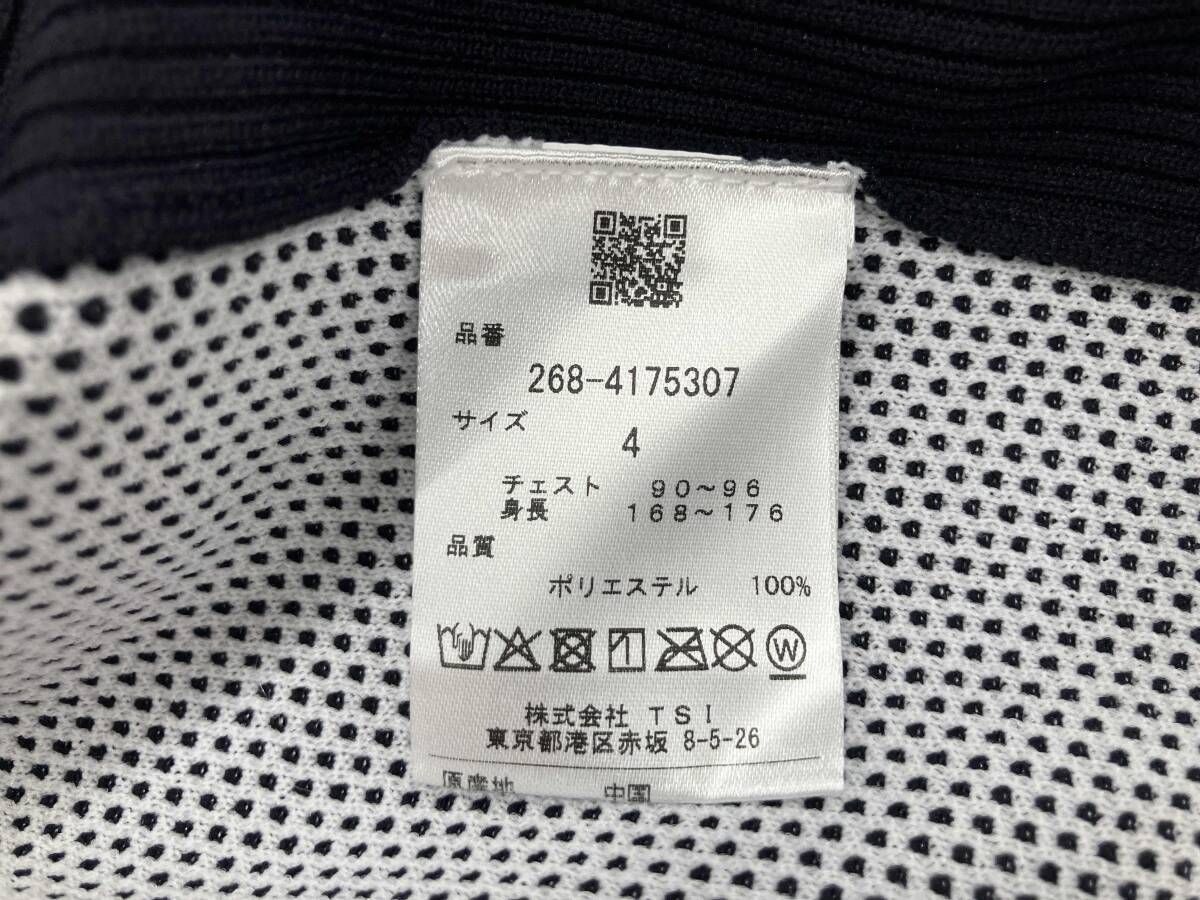 品番
268-4175307
サイズ
4
チェスト 90~96
身長 168~176
品質
ポリエステル 100%
W
株式会社 TSI
東京都港区赤坂 8-5-26
原産地 中国